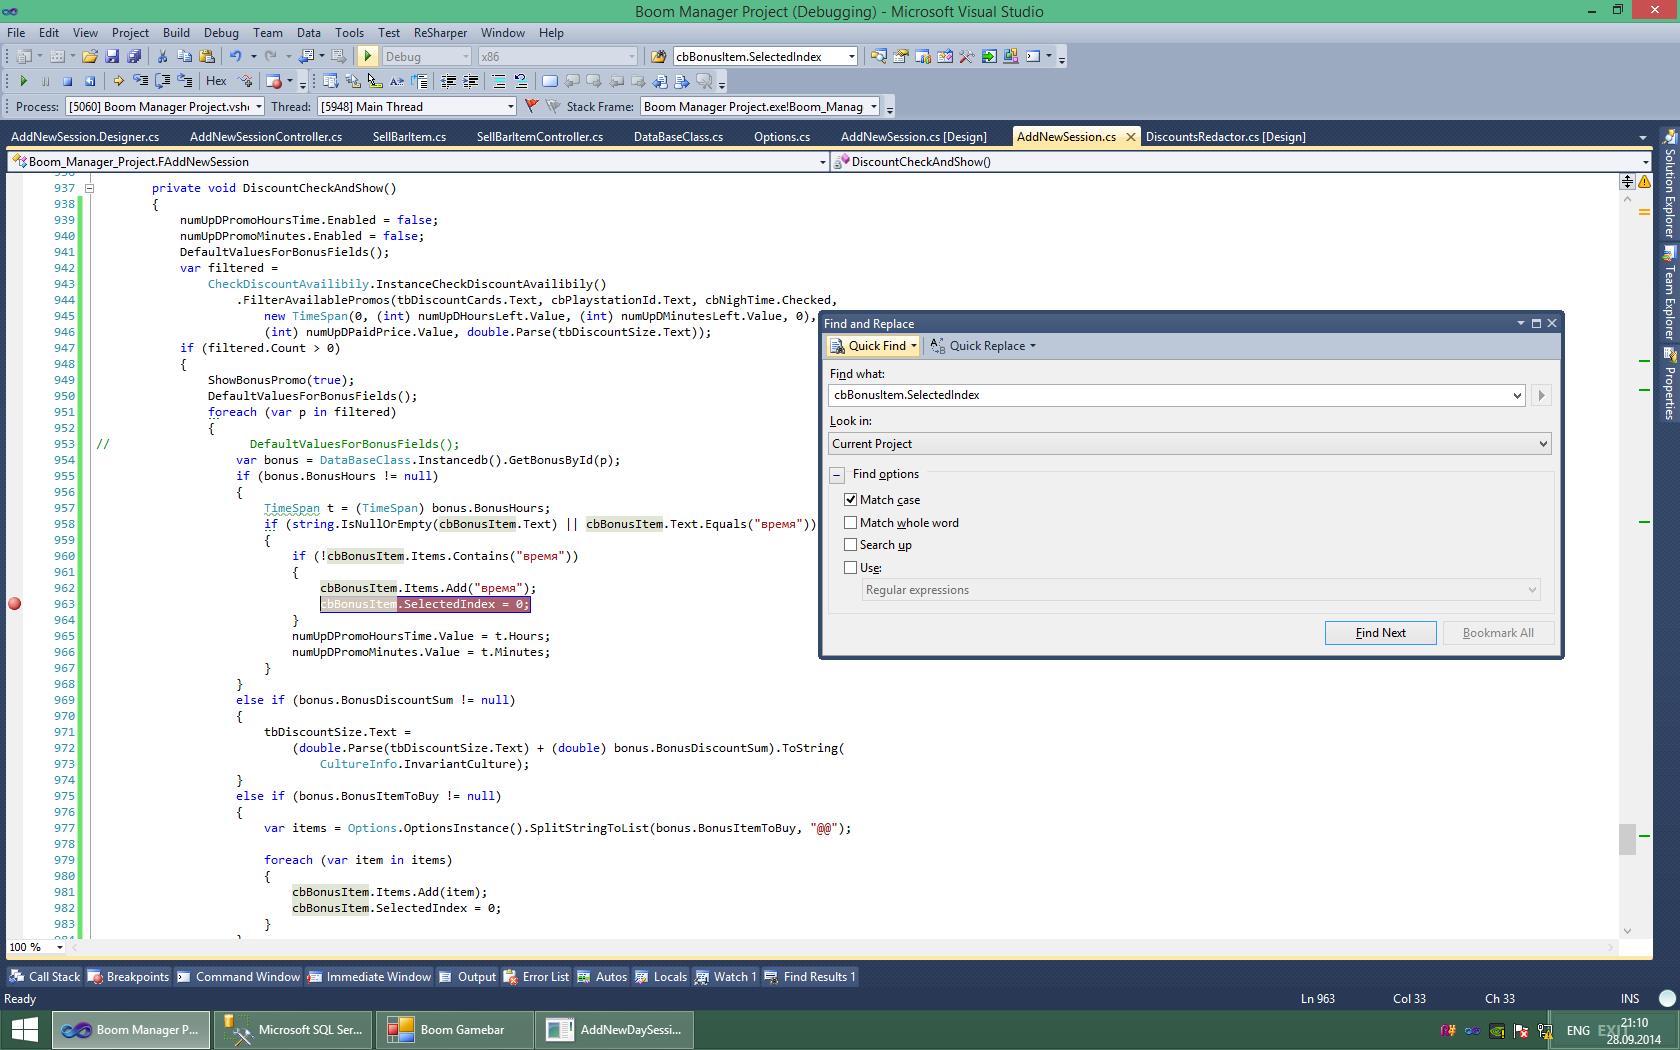 Boom Manager Project (Debugging) - Microsoft Visual Studio
File Edit View Project Build Debug Team Data Tools Test ReSharper Window Help
Debug x86 cbBonusItem.SelectedIndex
Hex
Process: [5060] Boom Manager Project.vsh Thread: [5948] Main Thread Stack Frame: Boom Manager Project.exe!Boom_Manag
AddNewSession.Designer.cs AddNewSessionController.cs SellBarItem.cs SellBarItemController.cs DataBaseClass.cs Options.cs AddNewSession.cs [Design] AddNewSession.cs DiscountsRedactor.cs [Design]
Boom_Manager_Project.FAddNewSession DiscountCheckAndShow()
937 private void DiscountCheckAndShow()
938 {
939 numUpDPromoHoursTime.Enabled = false;
940 numUpDPromoMinutes.Enabled = false;
941 DefaultValuesForBonusFields();
942 var filtered =
943 CheckDiscountAvailibily.InstanceCheckDiscountAvailibily()
944 .FilterAvailablePromos(tbDiscountCards.Text, cbPlaystationId.Text, cbNighTime.Checked,
945 new TimeSpan(0, (int) numUpDHoursLeft.Value, (int) numUpDMinutesLeft.Value, 0),
946 (int) numUpDPaidPrice.Value, double.Parse(tbDiscountSize.Text));
947 if (filtered.Count > 0)
948 {
949 ShowBonusPromo(true);
950 DefaultValuesForBonusFields();
951 foreach (var p in filtered)
952 {
953 // DefaultValuesForBonusFields();
954 var bonus = DataBaseClass.Instancedb().GetBonusById(p);
955 if (bonus.BonusHours != null)
956 {
957 TimeSpan t = (TimeSpan) bonus.BonusHours;
958 if (string.IsNullOrEmpty(cbBonusItem.Text) || cbBonusItem.Text.Equals("время"))
959 {
960 if (!cbBonusItem.Items.Contains("время"))
961 {
962 cbBonusItem.Items.Add("время");
963 cbBonusItem.SelectedIndex = 0;
964 }
965 numUpDPromoHoursTime.Value = t.Hours;
966 numUpDPromoMinutes.Value = t.Minutes;
967 }
968 }
969 else if (bonus.BonusDiscountSum != null)
970 {
971 tbDiscountSize.Text =
972 (double.Parse(tbDiscountSize.Text) + (double) bonus.BonusDiscountSum).ToString(
973 CultureInfo.InvariantCulture);
974 }
975 else if (bonus.BonusItemToBuy != null)
976 {
977 var items = Options.OptionsInstance().SplitStringToList(bonus.BonusItemToBuy, "@@");
978
979 foreach (var item in items)
980 {
981 cbBonusItem.Items.Add(item);
982 cbBonusItem.SelectedIndex = 0;
983 }
Find and Replace
Quick Find Quick Replace
Find what:
cbBonusItem.SelectedIndex
Look in:
Current Project
Find options
Match case
Match whole word
Search up
Use:
Regular expressions
Find Next Bookmark All
Solution Explorer
Team Explorer
Properties
100 %
Call Stack Breakpoints Command Window Immediate Window Output Error List Autos Locals Watch 1 Find Results 1
Ready Ln 963 Col 33 Ch 33 INS
Boom Manager P... Microsoft SQL Ser... Boom Gamebar AddNewDaySessi... ENG EXIT 21:10
28.09.2014